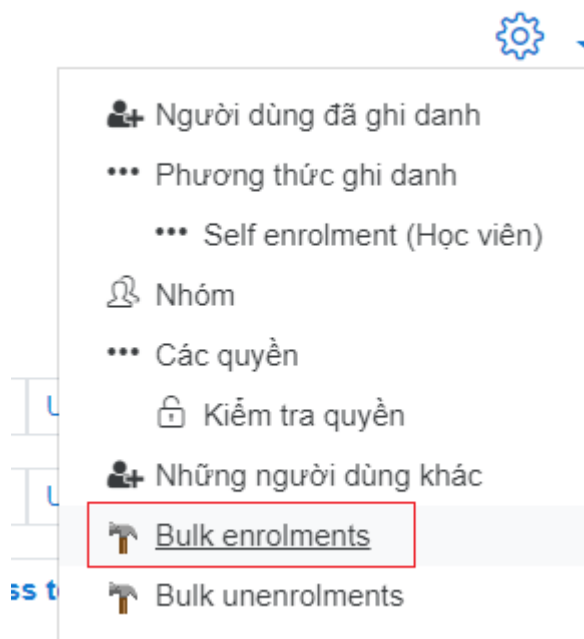 Người dùng đã ghi danh
Phương thức ghi danh
Self enrolment (Học viên)
Nhóm
Các quyền
Kiểm tra quyền
Những người dùng khác
Bulk enrolments
ss t
Bulk unenrolments